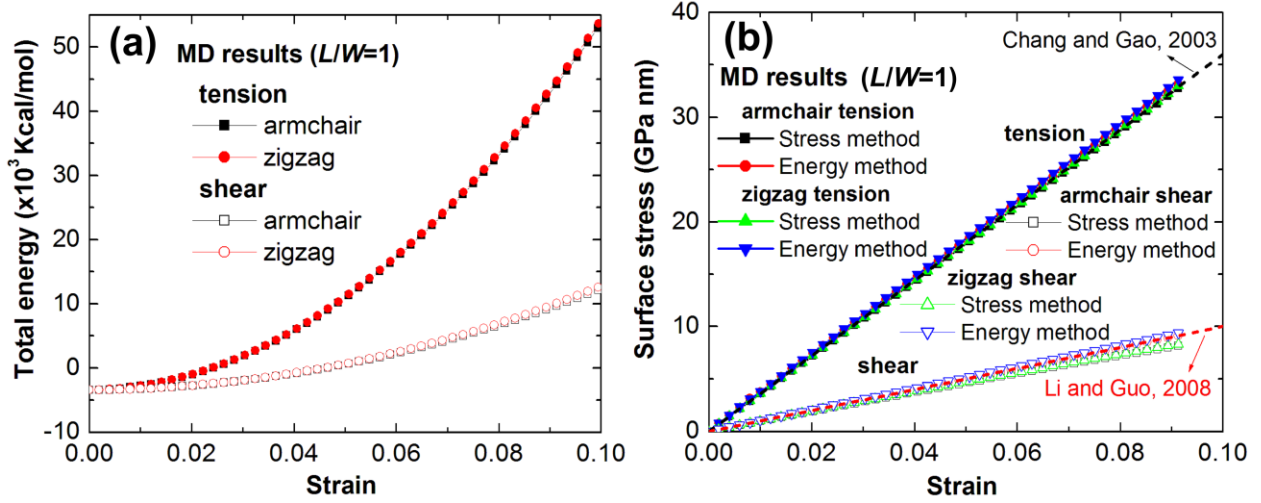 (a)
MD results (L/W=1)
tension
armchair
zigzag
shear
armchair
zigzag
Total energy (x10³ Kcal/mol)
50
40
30
20
10
0
-10
0.00 0.02 0.04 0.06 0.08 0.10
Strain
(b)
Chang and Gao, 2003
MD results (L/W=1)
armchair tension
Stress method
Energy method
zigzag tension
Stress method
Energy method
tension
armchair shear
Stress method
Energy method
zigzag shear
Stress method
Energy method
shear
Li and Guo, 2008
Surface stress (GPa nm)
40
30
20
10
0
0.00 0.02 0.04 0.06 0.08 0.10
Strain